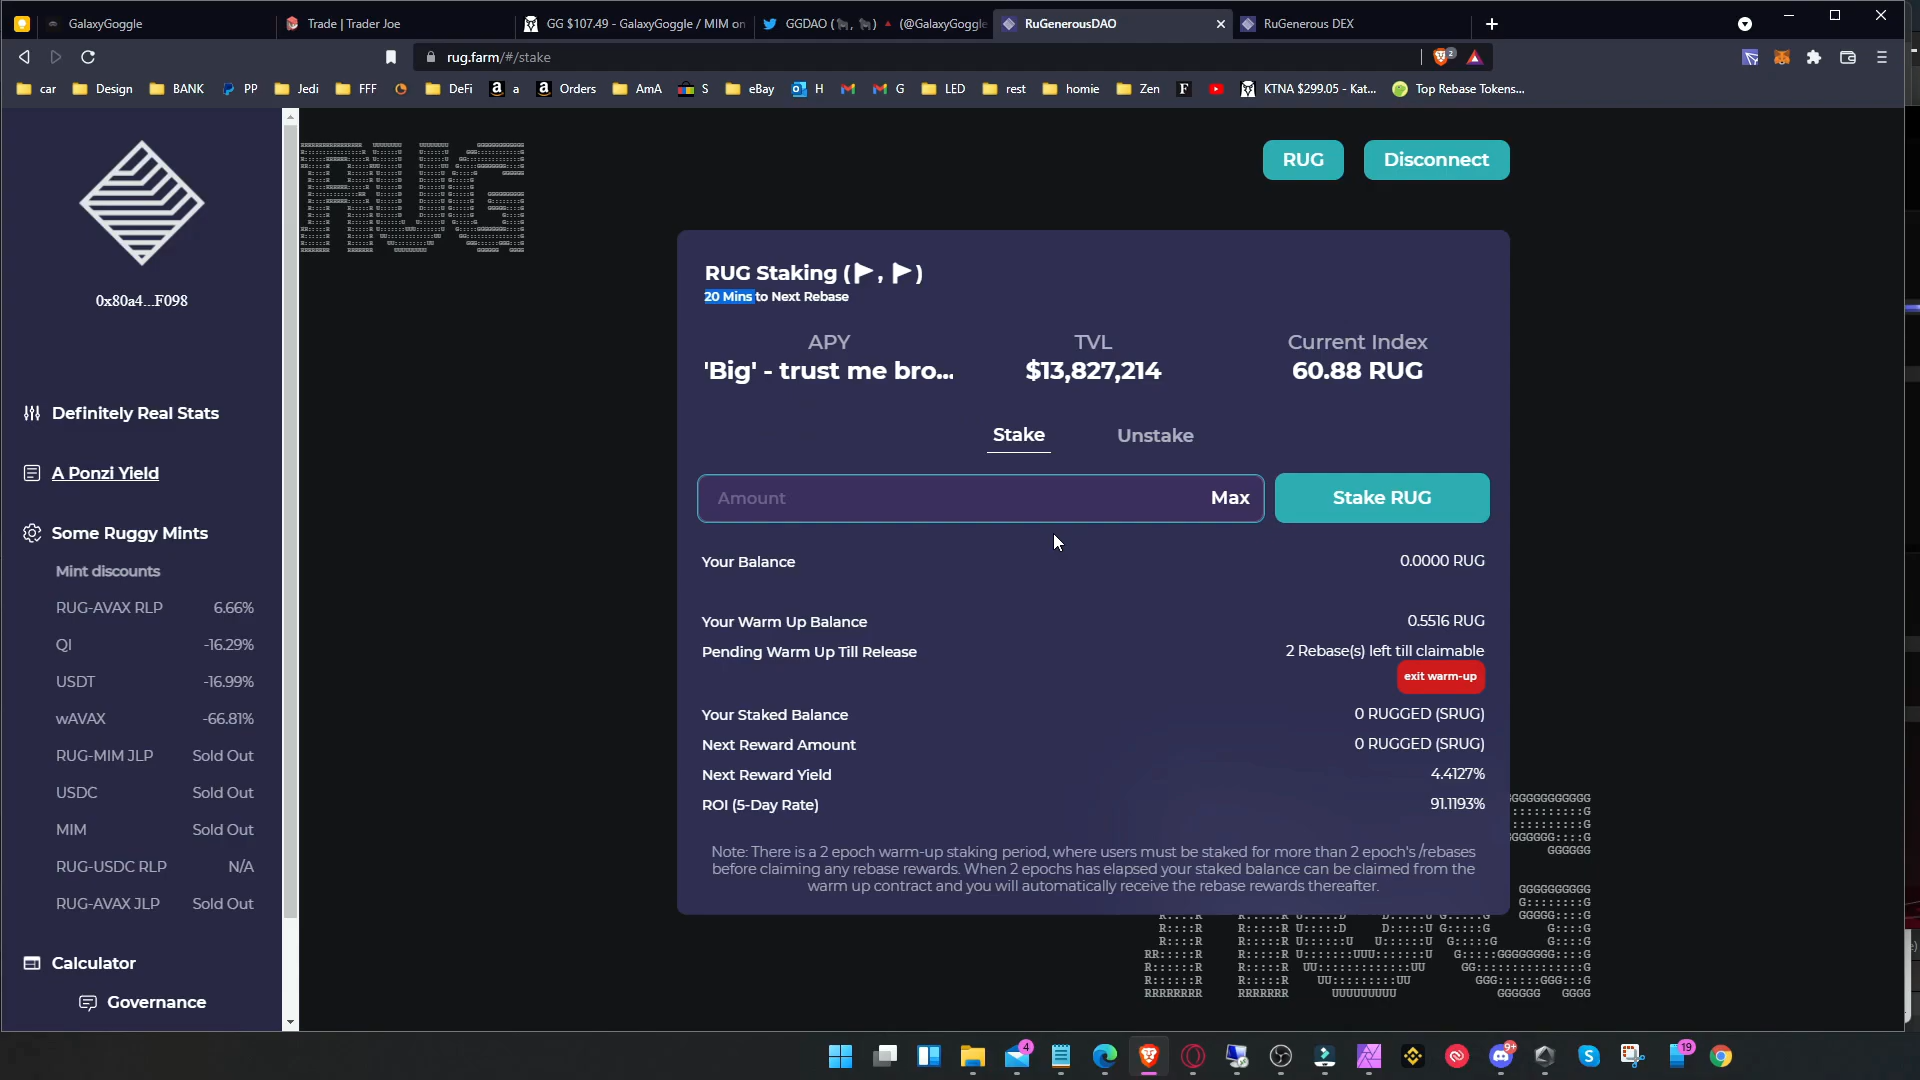 GalaxyGoggle
Trade | Trader Joe
GG $107.49 - GalaxyGoggle / MIM on
GGDAO (🐂, 🐂) 🔺 (@GalaxyGoggle
RuGenerousDAO
RuGenerous DEX
rug.farm/#/stake
2
car
Design
BANK
PP
Jedi
FFF
DeFi
a
Orders
AmA
S
eBay
H
G
LED
rest
homie
Zen
KTNA $299.05 - Kat...
Top Rebase Tokens...
0x80a4...F098
Definitely Real Stats
A Ponzi Yield
Some Ruggy Mints
Mint discounts
RUG-AVAX RLP 6.66%
QI -16.29%
USDT -16.99%
wAVAX -66.81%
RUG-MIM JLP Sold Out
USDC Sold Out
MIM Sold Out
RUG-USDC RLP N/A
RUG-AVAX JLP Sold Out
Calculator
Governance
RUG
Disconnect
RUG Staking (⚑, ⚑)
20 Mins to Next Rebase
APY
'Big' - trust me bro...
TVL
$13,827,214
Current Index
60.88 RUG
Stake
Unstake
Amount
Max
Stake RUG
Your Balance 0.0000 RUG
Your Warm Up Balance 0.5516 RUG
Pending Warm Up Till Release 2 Rebase(s) left till claimable
exit warm-up
Your Staked Balance 0 RUGGED (SRUG)
Next Reward Amount 0 RUGGED (SRUG)
Next Reward Yield 4.4127%
ROI (5-Day Rate) 91.1193%
Note: There is a 2 epoch warm-up staking period, where users must be staked for more than 2 epoch's /rebases
before claiming any rebase rewards. When 2 epochs has elapsed your staked balance can be claimed from the
warm up contract and you will automatically receive the rebase rewards thereafter.
4
9+
19